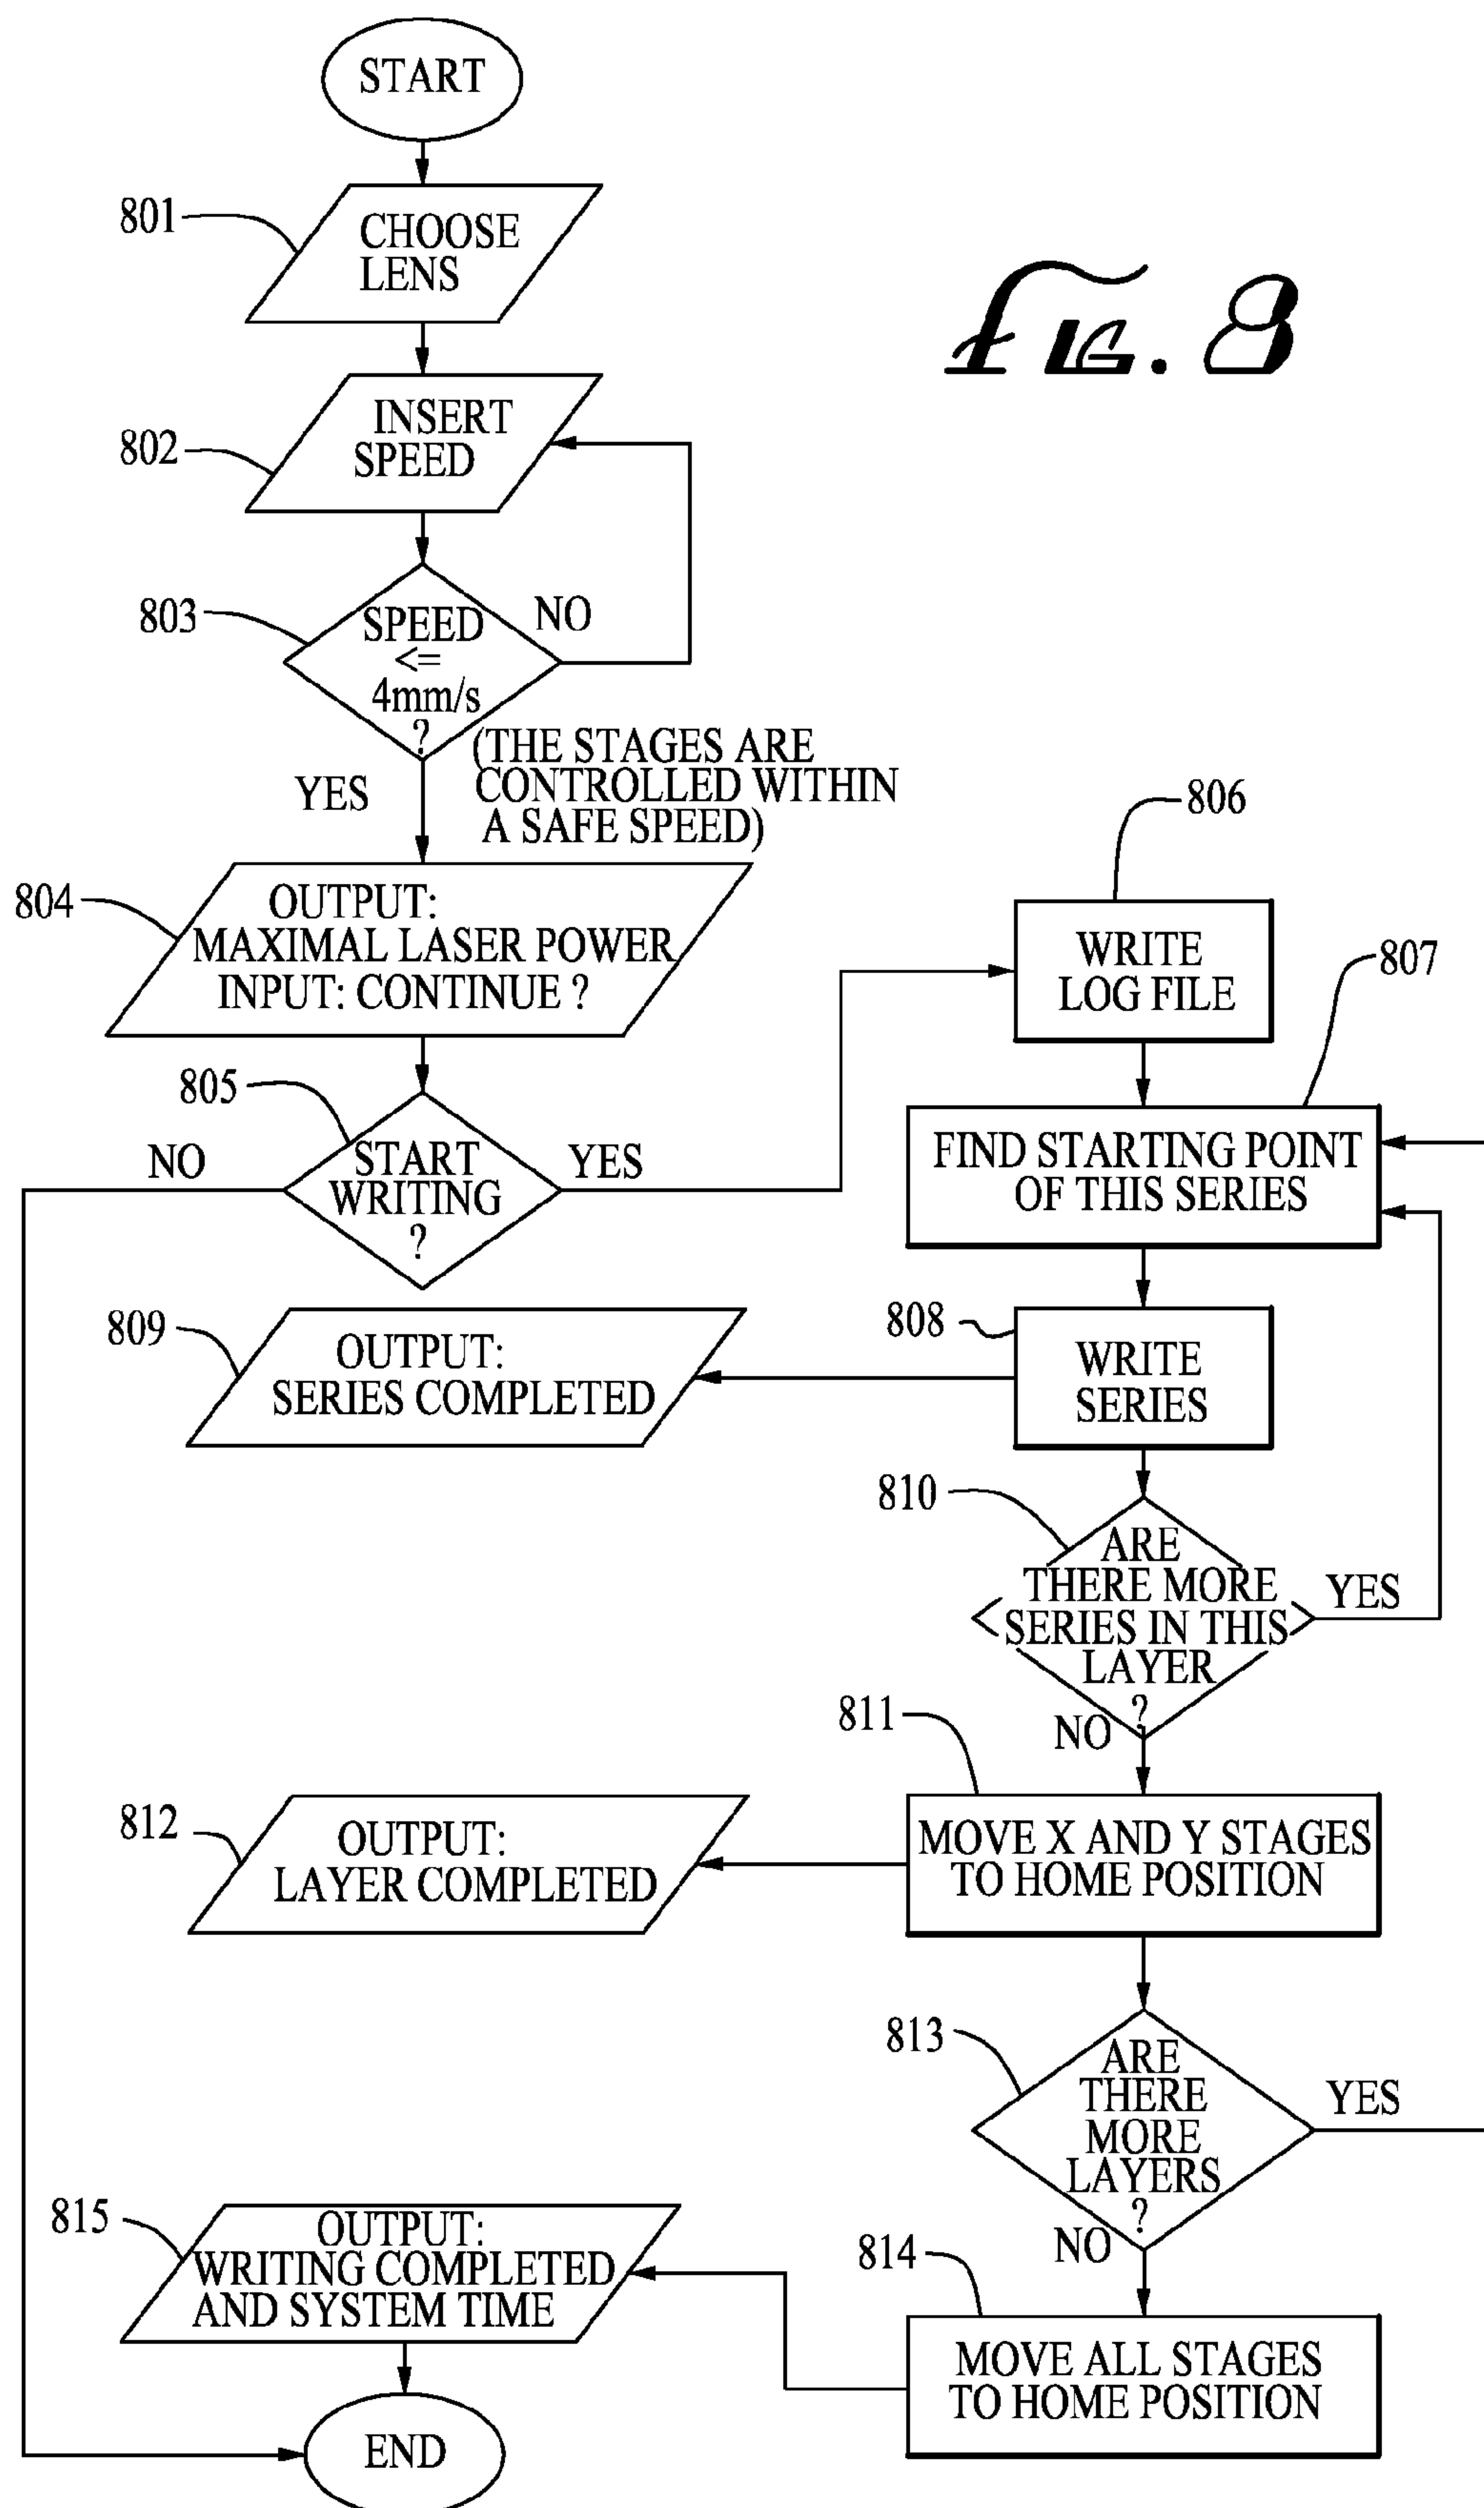 START
801
CHOOSE
LENS
FIG. 8
802
INSERT
SPEED
803
SPEED
<=
4mm/s
?
NO
YES
(THE STAGES ARE
CONTROLLED WITHIN
A SAFE SPEED)
804
OUTPUT:
MAXIMAL LASER POWER
INPUT: CONTINUE ?
805
START
WRITING
?
NO
YES
806
WRITE
LOG FILE
807
FIND STARTING POINT
OF THIS SERIES
808
WRITE
SERIES
809
OUTPUT:
SERIES COMPLETED
810
ARE
THERE MORE
SERIES IN THIS
LAYER
?
YES
NO
811
MOVE X AND Y STAGES
TO HOME POSITION
812
OUTPUT:
LAYER COMPLETED
813
ARE
THERE
MORE
LAYERS
?
YES
NO
814
MOVE ALL STAGES
TO HOME POSITION
815
OUTPUT:
WRITING COMPLETED
AND SYSTEM TIME
END